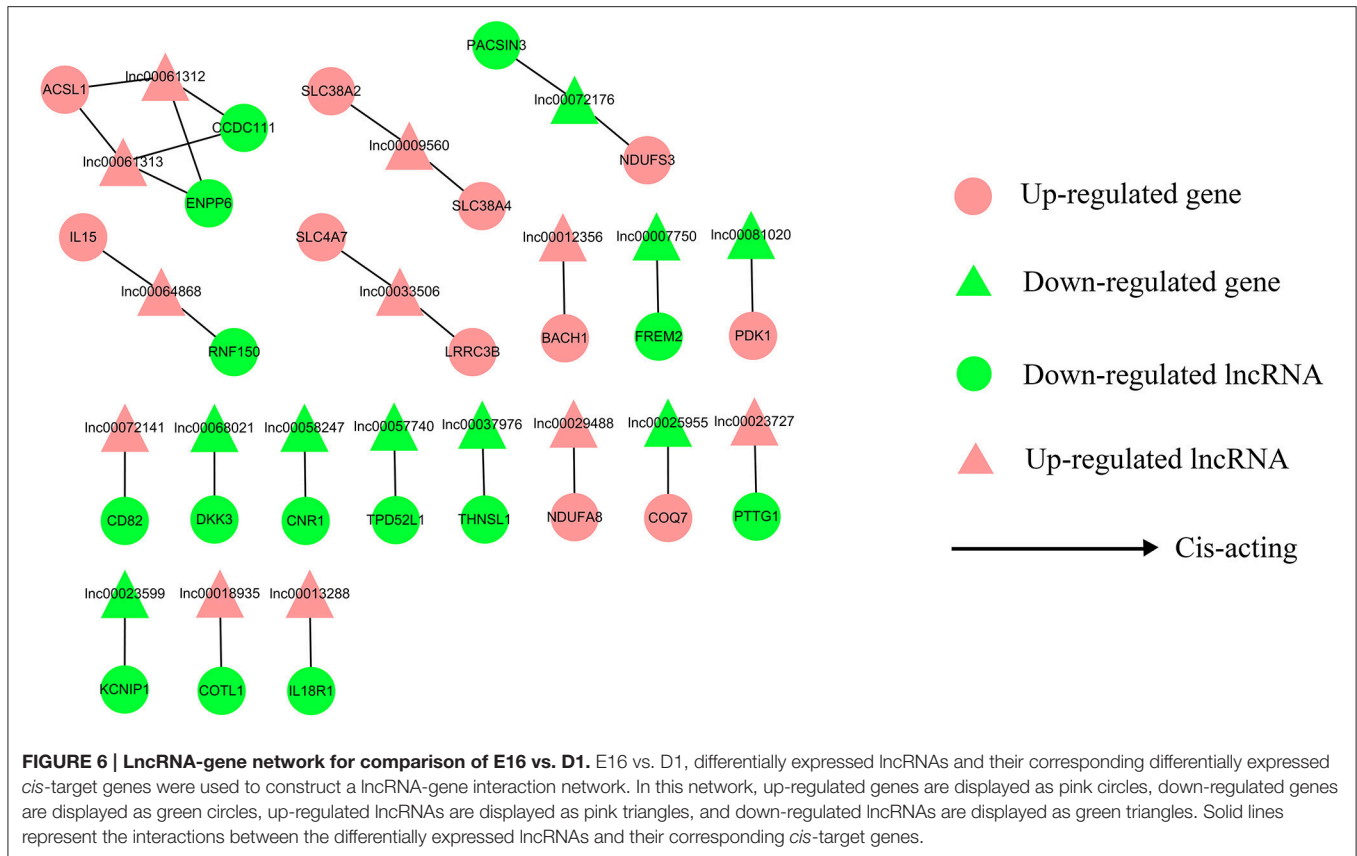 PACSIN3
lnc00061312
ACSL1
SLC38A2
lnc00072176
CCDC111
lnc00009560
lnc00061313
NDUFS3
ENPP6
SLC38A4
Up-regulated gene
IL15
SLC4A7
lnc00012356
lnc00007750
lnc00081020
Down-regulated gene
lnc00064868
lnc00033506
RNF150
LRRC3B
BACH1
FREM2
PDK1
Down-regulated lncRNA
lnc00072141
lnc00068021
lnc00058247
lnc00057740
lnc00037976
lnc00029488
lnc00025955
lnc00023727
Up-regulated lncRNA
CD82
DKK3
CNR1
TPD52L1
THNSL1
NDUFA8
COQ7
PTTG1
Cis-acting
lnc00023599
lnc00018935
lnc00013288
KCNIP1
COTL1
IL18R1
FIGURE 6 | LncRNA-gene network for comparison of E16 vs. D1. E16 vs. D1, differentially expressed lncRNAs and their corresponding differentially expressed
cis-target genes were used to construct a lncRNA-gene interaction network. In this network, up-regulated genes are displayed as pink circles, down-regulated genes
are displayed as green circles, up-regulated lncRNAs are displayed as pink triangles, and down-regulated lncRNAs are displayed as green triangles. Solid lines
represent the interactions between the differentially expressed lncRNAs and their corresponding cis-target genes.